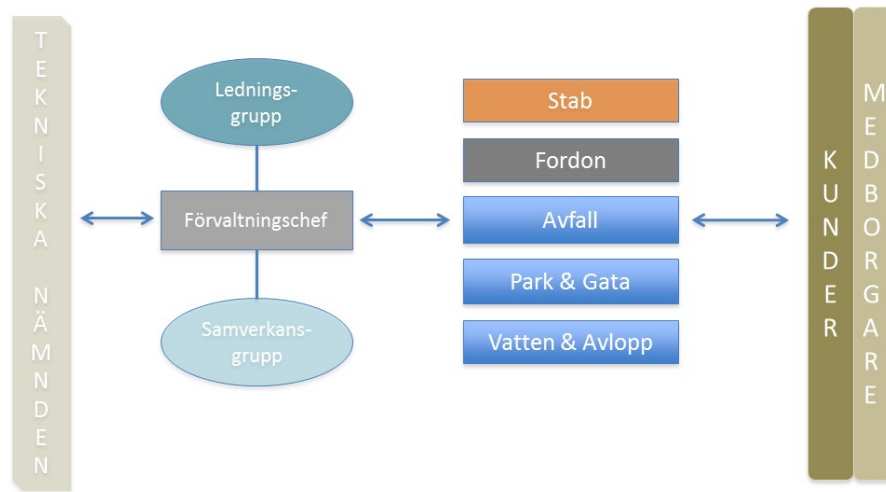 TEKNISKA NÄMNDEN
Lednings-
grupp
Förvaltningschef
Samverkans-
grupp
Stab
Fordon
Avfall
Park & Gata
Vatten & Avlopp
KUNDER
MEDBORGARE